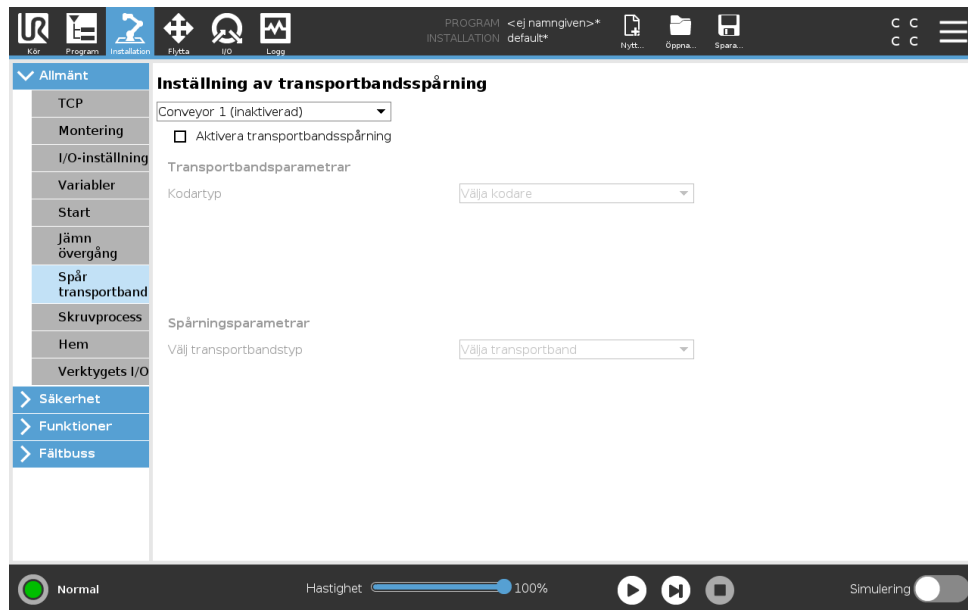 UR
Kör
Program
Installation
Flytta
I/O
Logg
PROGRAM <ej namngiven>*
INSTALLATION default*
Nytt...
Öppna...
Spara...
C C
C C
Allmänt
TCP
Montering
I/O-inställning
Variabler
Start
Jämn
övergång
Spår
transportband
Skruvprocess
Hem
Verktygets I/O
Säkerhet
Funktioner
Fältbuss
Inställning av transportbandsspårning
Conveyor 1 (inaktiverad)
Aktivera transportbandsspårning
Transportbandsparametrar
Kodartyp
Välja kodare
Spårningsparametrar
Välj transportbandstyp
Välja transportband
Normal
Hastighet
100%
Simulering